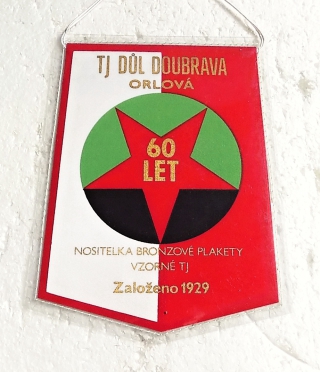 TJ DŮL DOUBRAVA
ORLOVÁ
60
LET
NOSITELKA BRONZOVÉ PLAKETY
VZORNÉ TJ
Založeno 1929